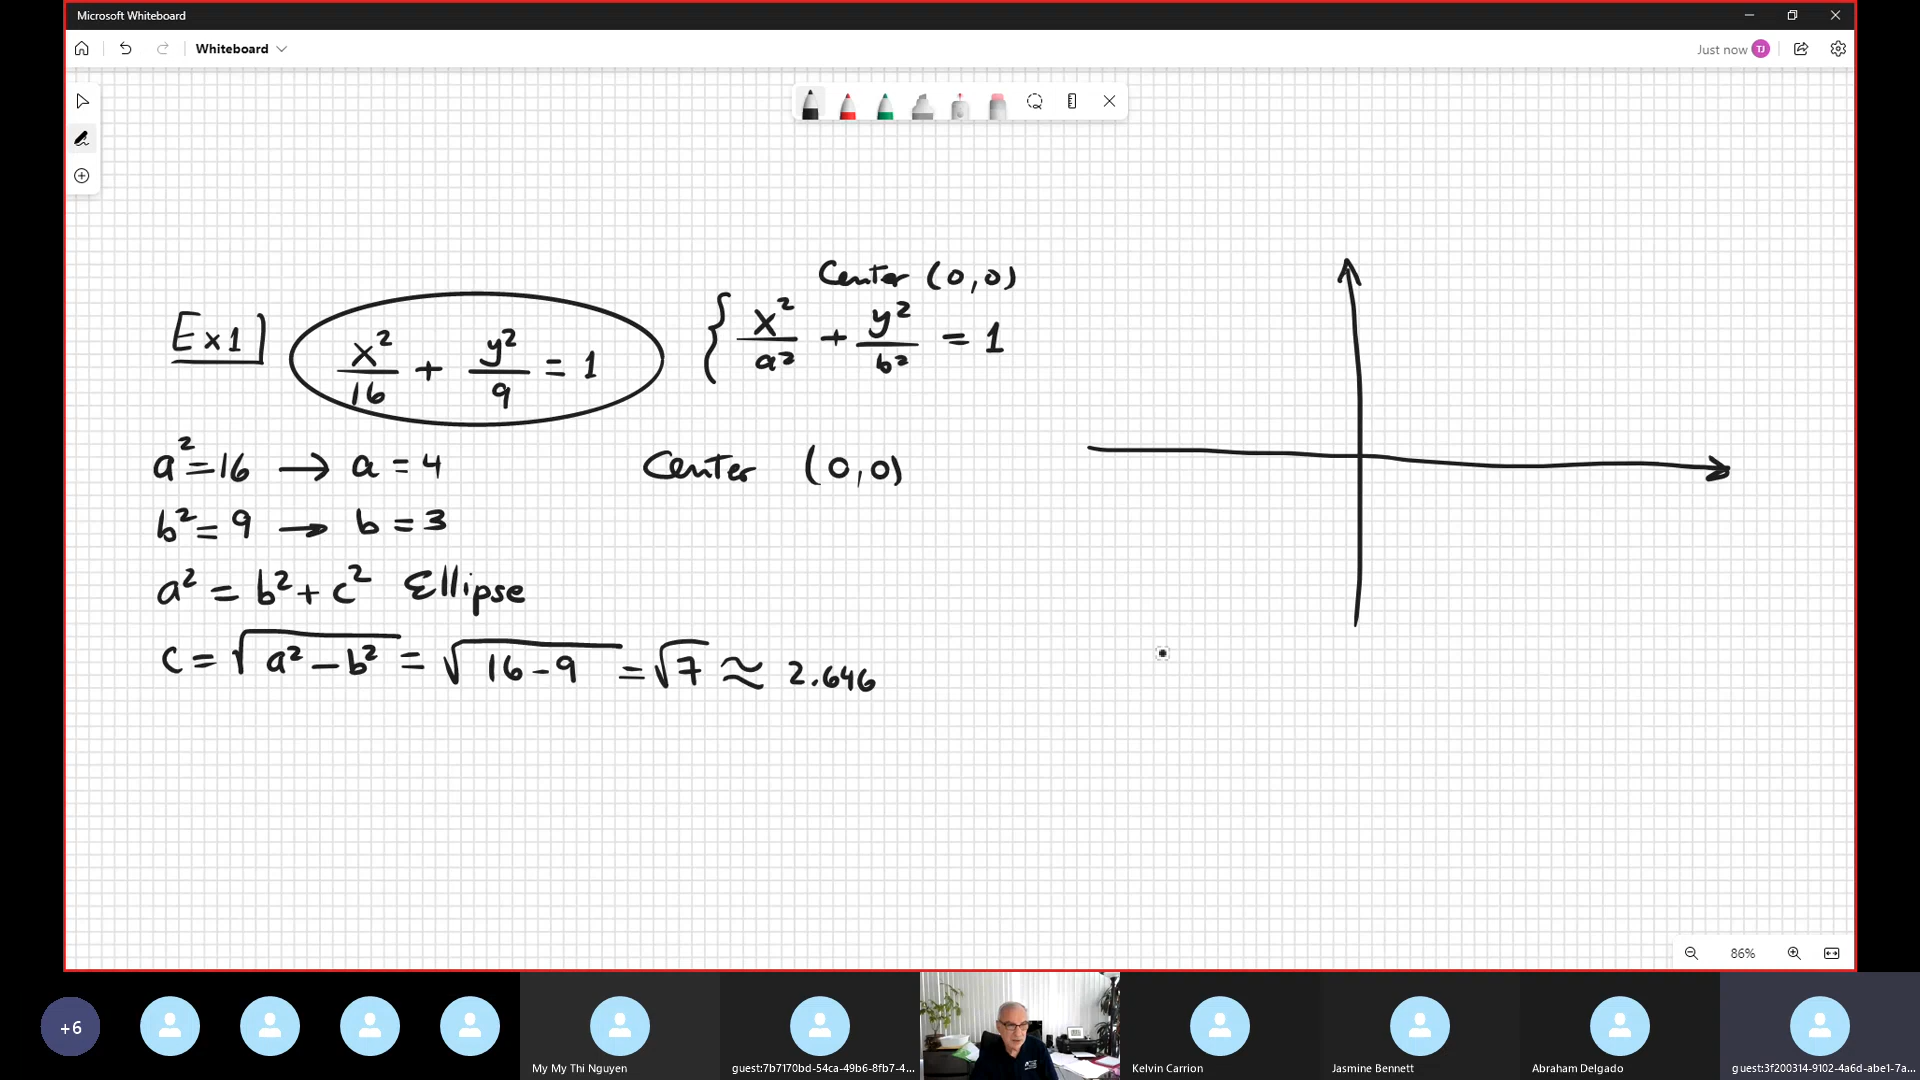 Microsoft Whiteboard
Whiteboard
Just now TJ
Center (0,0)
Ex1 x²/16 + y²/9 = 1 { x²/a² + y²/b² = 1
a² = 16 → a = 4 Center (0,0)
b² = 9 → b = 3
a² = b² + c² Ellipse
c = √(a² − b²) = √(16 − 9) = √7 ≈ 2.646
86%
+6
My My Thi Nguyen
guest:7b7170bd-54ca-49b6-8fb7-4...
Kelvin Carrion
Jasmine Bennett
Abraham Delgado
guest:3f200314-9102-4a6d-abe1-7a...